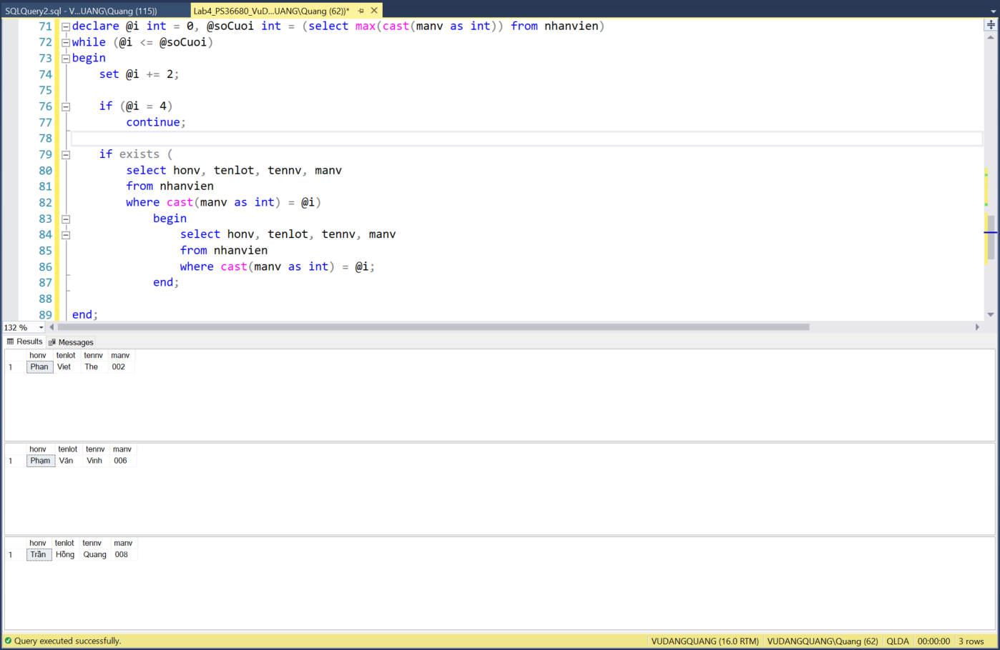 SQLQuery2.sql - V...UANG\Quang (115))
Lab4_PS36680_VuD...UANG\Quang (62))*
71 declare @i int = 0, @soCuoi int = (select max(cast(manv as int)) from nhanvien)
72 while (@i <= @soCuoi)
73 begin
74 set @i += 2;
75
76 if (@i = 4)
77 continue;
78
79 if exists (
80 select honv, tenlot, tennv, manv
81 from nhanvien
82 where cast(manv as int) = @i)
83 begin
84 select honv, tenlot, tennv, manv
85 from nhanvien
86 where cast(manv as int) = @i;
87 end;
88
89 end;
132 %
Results Messages
honv tenlot tennv manv
1 Phan Viet The 002
honv tenlot tennv manv
1 Phạm Văn Vinh 006
honv tenlot tennv manv
1 Trần Hồng Quang 008
Query executed successfully. VUDANGQUANG (16.0 RTM) VUDANGQUANG\Quang (62) QLDA 00:00:00 3 rows